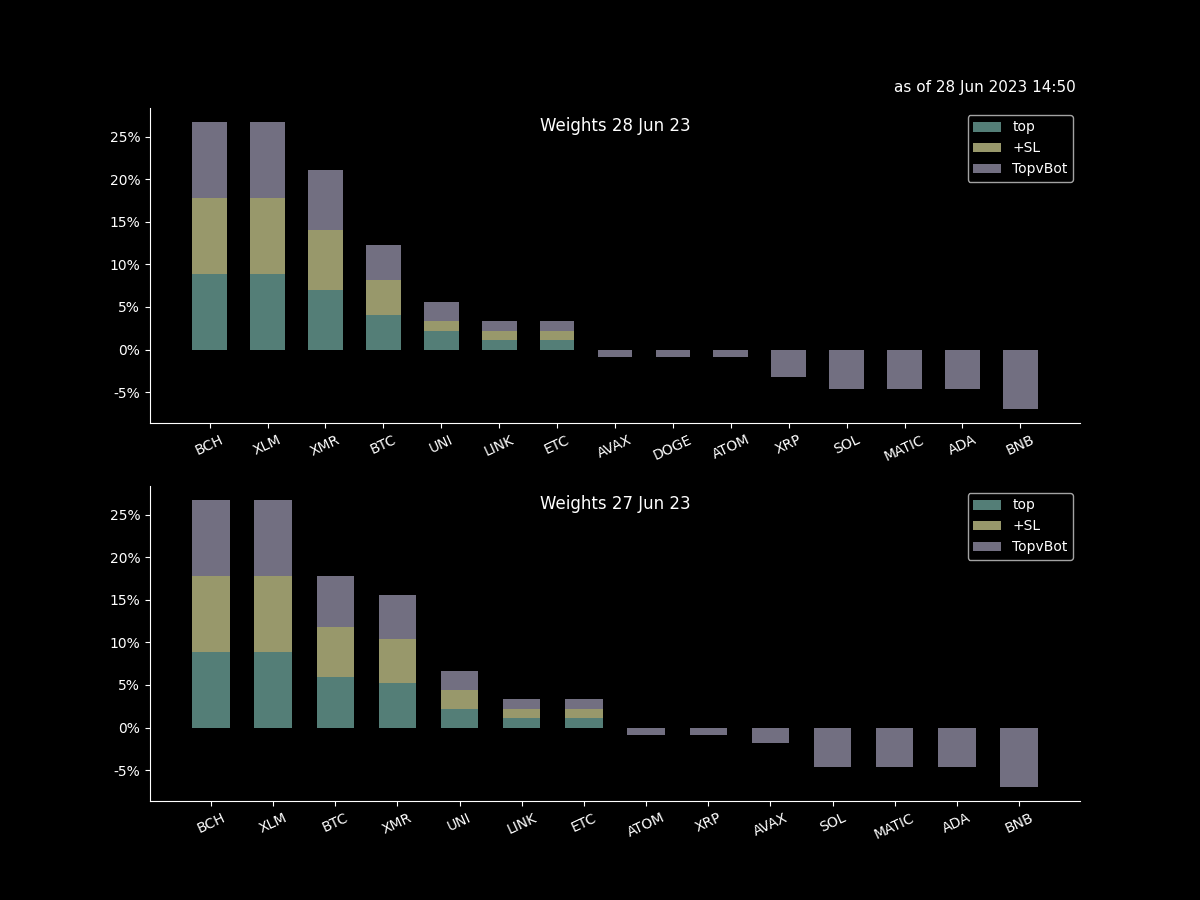 as of 28 Jun 2023 14:50
Weights 28 Jun 23
top
+SL
TopvBot
25%
20%
15%
10%
5%
0%
-5%
BCH XLM XMR BTC UNI LINK ETC AVAX DOGE ATOM XRP SOL MATIC ADA BNB
Weights 27 Jun 23
top
+SL
TopvBot
25%
20%
15%
10%
5%
0%
-5%
BCH XLM BTC XMR UNI LINK ETC ATOM XRP AVAX SOL MATIC ADA BNB